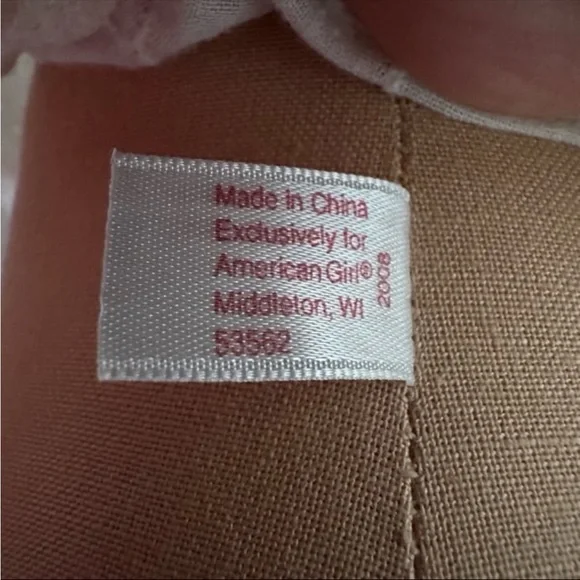 Made in China
Exclusively for
American Girl®
Middleton, WI
53562
2008